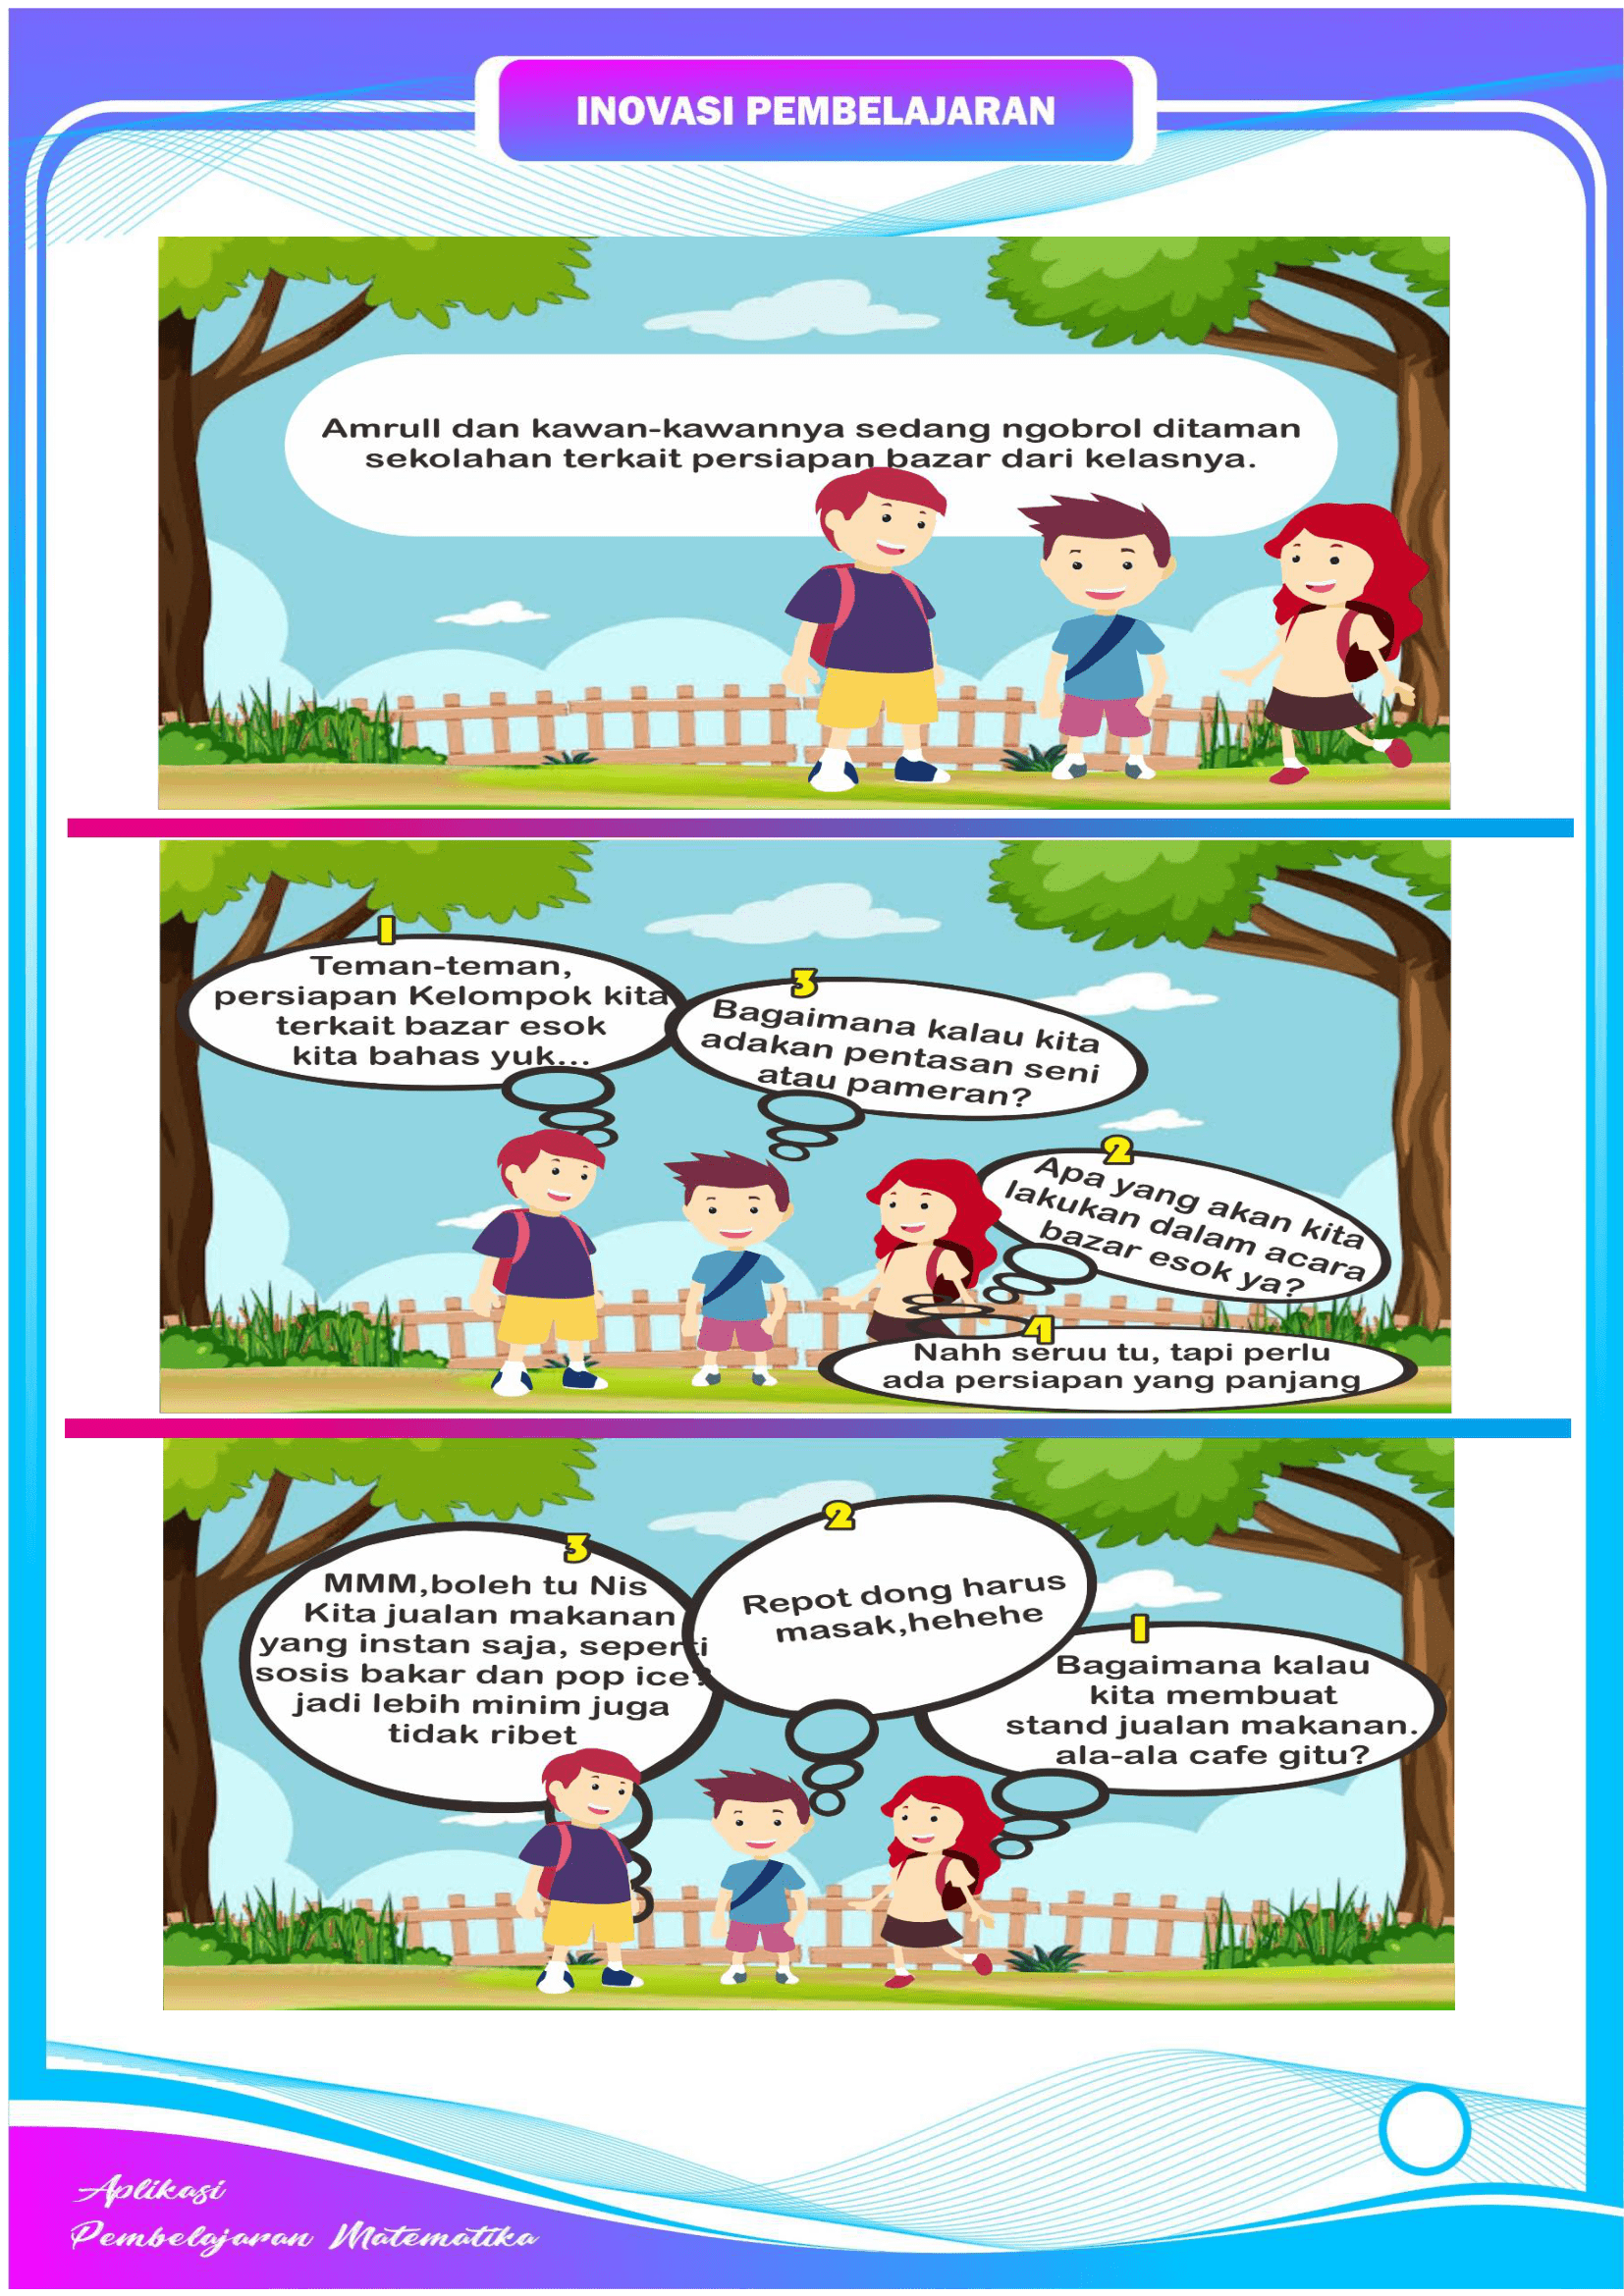 INOVASI PEMBELAJARAN
Amrull dan kawan-kawannya sedang ngobrol ditaman
sekolahan terkait persiapan bazar dari kelasnya.
1
Teman-teman,
persiapan Kelompok kita
terkait bazar esok
kita bahas yuk...
2
Apa yang akan kita
lakukan dalam acara
bazar esok ya?
3
Bagaimana kalau kita
adakan pentasan seni
atau pameran?
4
Nahh seruu tu, tapi perlu
ada persiapan yang panjang
1
Bagaimana kalau
kita membuat
stand jualan makanan.
ala-ala cafe gitu?
2
Repot dong harus
masak,hehehe
3
MMM,boleh tu Nis
Kita jualan makanan
yang instan saja, seperti
sosis bakar dan pop ice?
jadi lebih minim juga
tidak ribet
Aplikasi
Pembelajaran Matematika